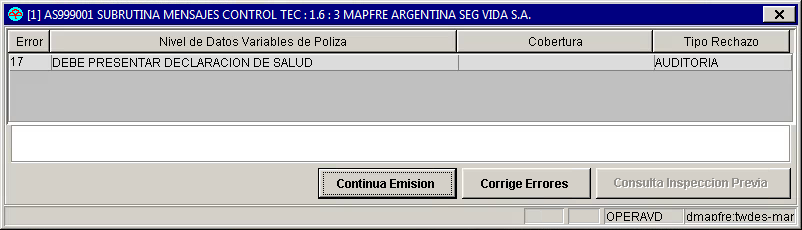 [1] AS999001 SUBRUTINA MENSAJES CONTROL TEC : 1.6 : 3 MAPFRE ARGENTINA SEG VIDA S.A.
Error Nivel de Datos Variables de Poliza Cobertura Tipo Rechazo
17 DEBE PRESENTAR DECLARACION DE SALUD AUDITORIA
Continua Emision Corrige Errores Consulta Inspeccion Previa
OPERAVD dmapfre:twdes-mar